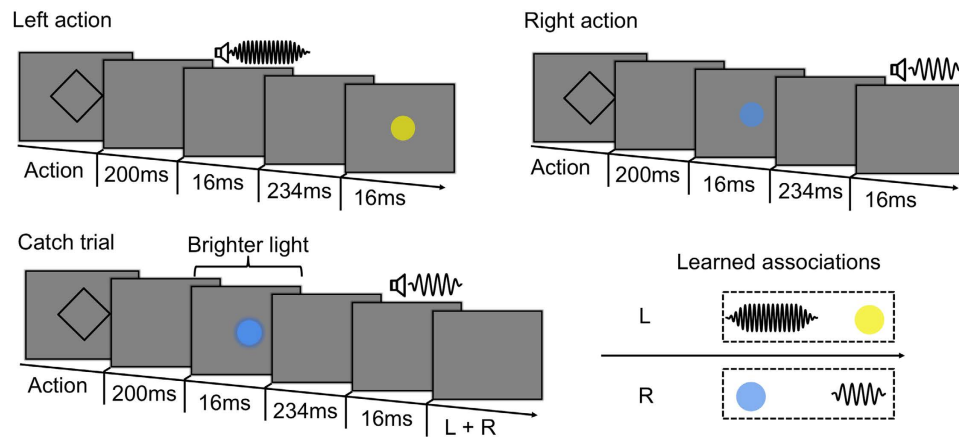 Left action
Action
200ms
16ms
234ms
16ms
Right action
Action
200ms
16ms
234ms
16ms
Catch trial
Brighter light
Action
200ms
16ms
234ms
16ms
L + R
Learned associations
L
R